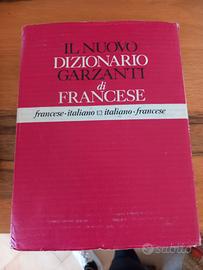 IL NUOVO
DIZIONARIO
GARZANTI
di
FRANCESE
francese-italiano □ italiano-francese
subito